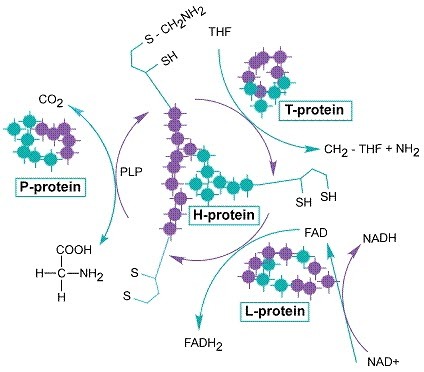 S-CH2NH2
SH
THF
T-protein
CO2
P-protein
PLP
CH2 - THF + NH2
H-protein
SH
SH
COOH
H-C-NH2
H
S
S
FAD
NADH
L-protein
FADH2
NAD+